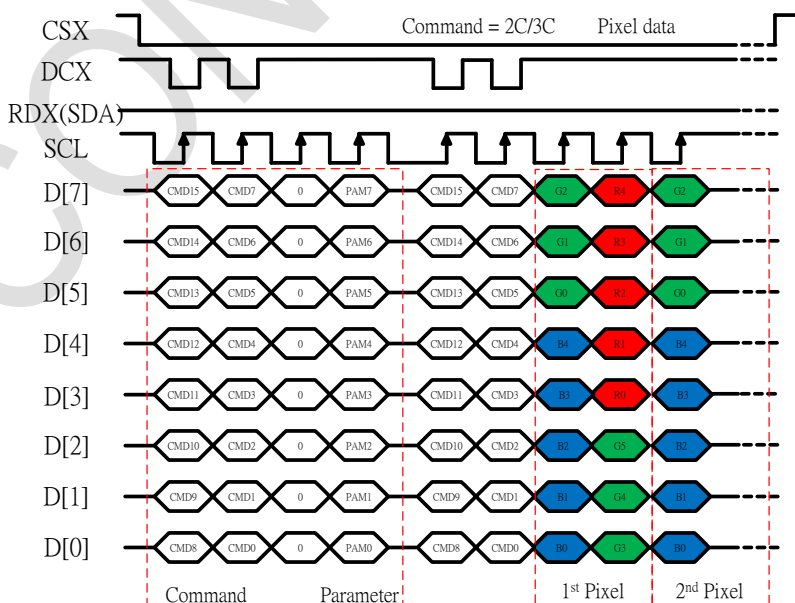 CSX Command = 2C/3C Pixel data
DCX
RDX(SDA)
SCL
D[7] CMD15 CMD7 0 PAM7 CMD15 CMD7 G2 R4 G2
D[6] CMD14 CMD6 0 PAM6 CMD14 CMD6 G1 R3 G1
D[5] CMD13 CMD5 0 PAM5 CMD13 CMD5 G0 R2 G0
D[4] CMD12 CMD4 0 PAM4 CMD12 CMD4 B4 R1 B4
D[3] CMD11 CMD3 0 PAM3 CMD11 CMD3 B3 R0 B3
D[2] CMD10 CMD2 0 PAM2 CMD10 CMD2 B2 G5 B2
D[1] CMD9 CMD1 0 PAM1 CMD9 CMD1 B1 G4 B1
D[0] CMD8 CMD0 0 PAM0 CMD8 CMD0 B0 G3 B0
Command Parameter 1st Pixel 2nd Pixel